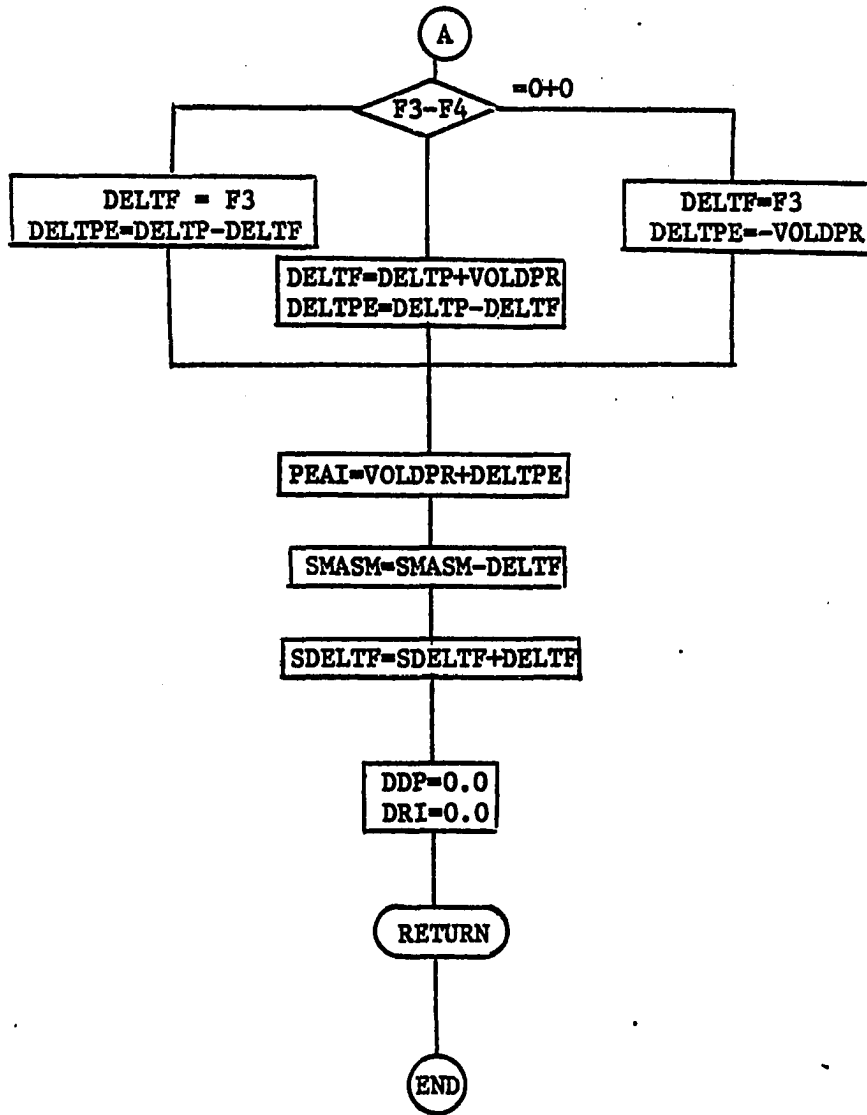 A
F3-F4
=0+0
DELTF = F3
DELTPE=DELTP-DELTF
DELTF=F3
DELTPE=-VOLDPR
DELTF=DELTP+VOLDPR
DELTPE=DELTP-DELTF
PEAI=VOLDPR+DELTPE
SMASM=SMASM-DELTF
SDELTF=SDELTF+DELTF
DDP=0.0
DRI=0.0
RETURN
END